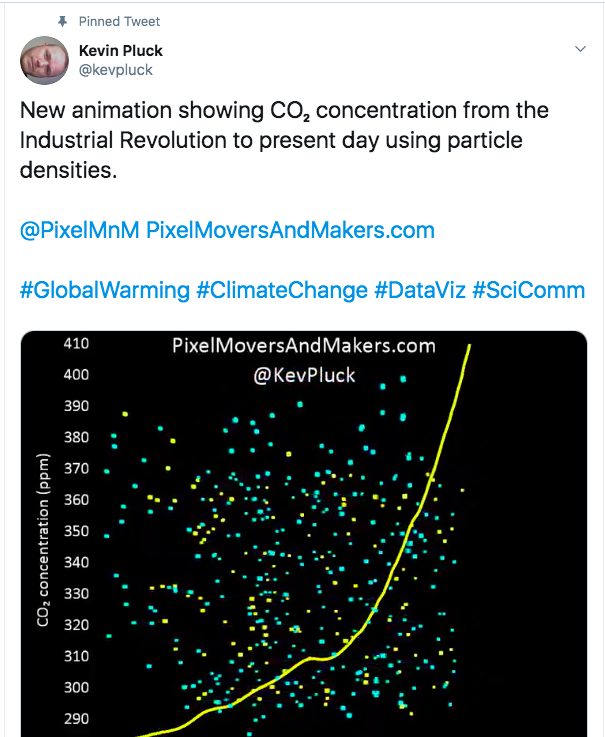 Pinned Tweet
Kevin Pluck
@kevpluck
New animation showing CO₂ concentration from the
Industrial Revolution to present day using particle
densities.
@PixelMnM PixelMoversAndMakers.com
#GlobalWarming #ClimateChange #DataViz #SciComm
PixelMoversAndMakers.com
@KevPluck
CO₂ concentration (ppm)
410
400
390
380
370
360
350
340
330
320
310
300
290